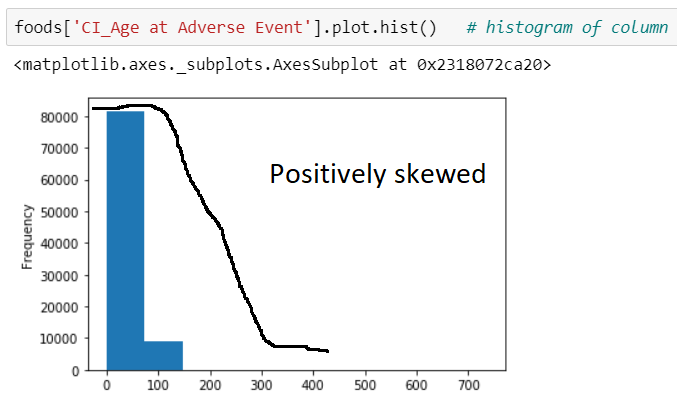 foods['CI_Age at Adverse Event'].plot.hist()   # histogram of column
<matplotlib.axes._subplots.AxesSubplot at 0x2318072ca20>
80000
70000
60000
50000
40000
30000
20000
10000
0
Frequency
Positively skewed
0 100 200 300 400 500 600 700